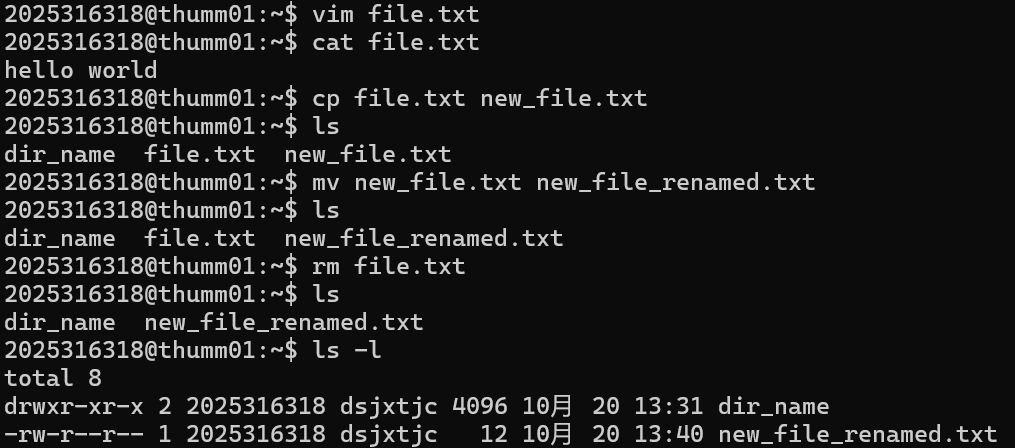 2025316318@thumm01:~$ vim file.txt
2025316318@thumm01:~$ cat file.txt
hello world
2025316318@thumm01:~$ cp file.txt new_file.txt
2025316318@thumm01:~$ ls
dir_name  file.txt  new_file.txt
2025316318@thumm01:~$ mv new_file.txt new_file_renamed.txt
2025316318@thumm01:~$ ls
dir_name  file.txt  new_file_renamed.txt
2025316318@thumm01:~$ rm file.txt
2025316318@thumm01:~$ ls
dir_name  new_file_renamed.txt
2025316318@thumm01:~$ ls -l
total 8
drwxr-xr-x 2 2025316318 dsjxtjc 4096 10月 20 13:31 dir_name
-rw-r--r-- 1 2025316318 dsjxtjc   12 10月 20 13:40 new_file_renamed.txt